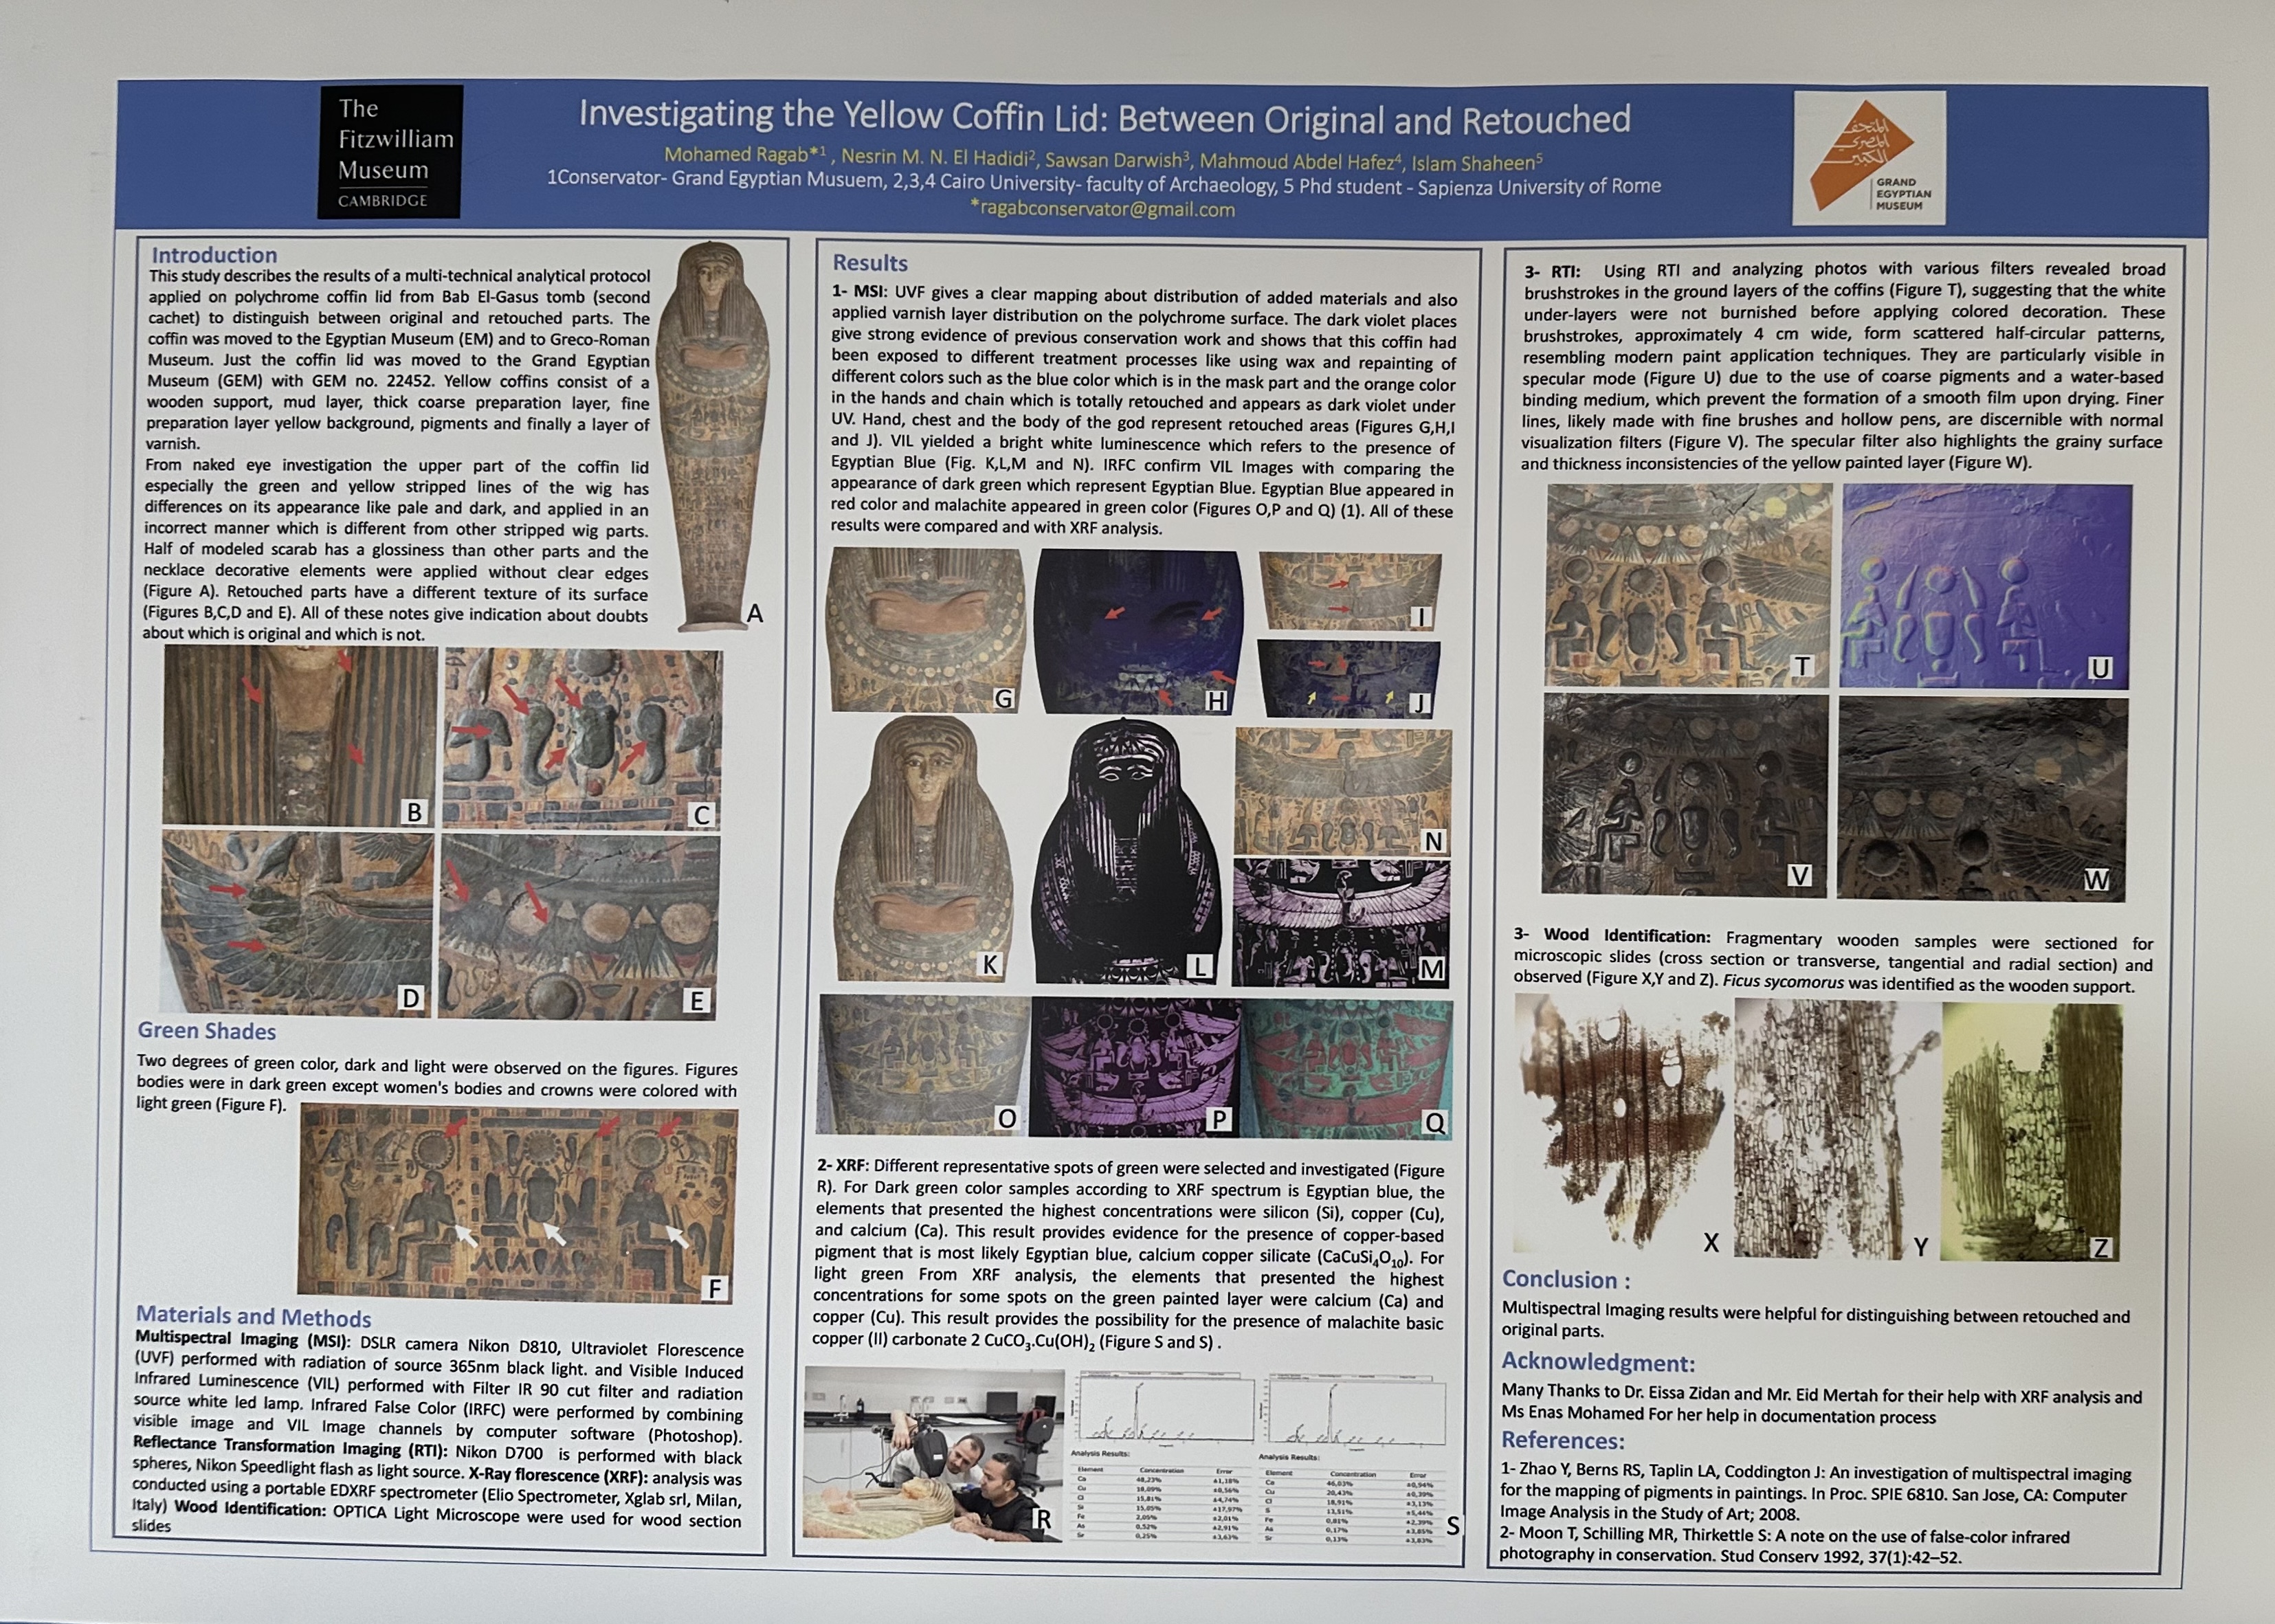 The
Fitzwilliam
Museum
CAMBRIDGE
Investigating the Yellow Coffin Lid: Between Original and Retouched
Mohamed Ragab*¹ , Nesrin M. N. El Hadidi², Sawsan Darwish³, Mahmoud Abdel Hafez⁴, Islam Shaheen⁵
1Conservator- Grand Egyptian Musuem, 2,3,4 Cairo University- faculty of Archaeology, 5 Phd student - Sapienza University of Rome
*ragabconservator@gmail.com
المتحف
المصري
الكبير
GRAND
EGYPTIAN
MUSEUM
Introduction
This study describes the results of a multi-technical analytical protocol
applied on polychrome coffin lid from Bab El-Gasus tomb (second
cachet) to distinguish between original and retouched parts. The
coffin was moved to the Egyptian Museum (EM) and to Greco-Roman
Museum. Just the coffin lid was moved to the Grand Egyptian
Museum (GEM) with GEM no. 22452. Yellow coffins consist of a
wooden support, mud layer, thick coarse preparation layer, fine
preparation layer yellow background, pigments and finally a layer of
varnish.
From naked eye investigation the upper part of the coffin lid
especially the green and yellow stripped lines of the wig has
differences on its appearance like pale and dark, and applied in an
incorrect manner which is different from other stripped wig parts.
Half of modeled scarab has a glossiness than other parts and the
necklace decorative elements were applied without clear edges
(Figure A). Retouched parts have a different texture of its surface
(Figures B,C,D and E). All of these notes give indication about doubts
about which is original and which is not.
A
B
C
D
E
Green Shades
Two degrees of green color, dark and light were observed on the figures. Figures
bodies were in dark green except women's bodies and crowns were colored with
light green (Figure F).
F
Materials and Methods
Multispectral Imaging (MSI): DSLR camera Nikon D810, Ultraviolet Florescence
(UVF) performed with radiation of source 365nm black light. and Visible Induced
Infrared Luminescence (VIL) performed with Filter IR 90 cut filter and radiation
source white led lamp. Infrared False Color (IRFC) were performed by combining
visible image and VIL Image channels by computer software (Photoshop).
Reflectance Transformation Imaging (RTI): Nikon D700 is performed with black
spheres, Nikon Speedlight flash as light source. X-Ray florescence (XRF): analysis was
conducted using a portable EDXRF spectrometer (Elio Spectrometer, Xglab srl, Milan,
Italy) Wood Identification: OPTICA Light Microscope were used for wood section
slides
Results
1- MSI: UVF gives a clear mapping about distribution of added materials and also
applied varnish layer distribution on the polychrome surface. The dark violet places
give strong evidence of previous conservation work and shows that this coffin had
been exposed to different treatment processes like using wax and repainting of
different colors such as the blue color which is in the mask part and the orange color
in the hands and chain which is totally retouched and appears as dark violet under
UV. Hand, chest and the body of the god represent retouched areas (Figures G,H,I
and J). VIL yielded a bright white luminescence which refers to the presence of
Egyptian Blue (Fig. K,L,M and N). IRFC confirm VIL Images with comparing the
appearance of dark green which represent Egyptian Blue. Egyptian Blue appeared in
red color and malachite appeared in green color (Figures O,P and Q) (1). All of these
results were compared and with XRF analysis.
G
H
I
J
K
L
N
M
O
P
Q
2- XRF: Different representative spots of green were selected and investigated (Figure
R). For Dark green color samples according to XRF spectrum is Egyptian blue, the
elements that presented the highest concentrations were silicon (Si), copper (Cu),
and calcium (Ca). This result provides evidence for the presence of copper-based
pigment that is most likely Egyptian blue, calcium copper silicate (CaCuSi₄O₁₀). For
light green From XRF analysis, the elements that presented the highest
concentrations for some spots on the green painted layer were calcium (Ca) and
copper (Cu). This result provides the possibility for the presence of malachite basic
copper (II) carbonate 2 CuCO₃.Cu(OH)₂ (Figure S and S) .
R
Analysis Results:
Element Concentration Error
Ca 48,23% ±1,18%
Cu 18,09% ±0,56%
Cl 15,81% ±4,74%
Si 15,05% ±17,97%
Fe 2,05% ±2,01%
As 0,52% ±2,91%
Sr 0,25% ±3,63%
Analysis Results:
Element Concentration Error
Ca 46,03% ±0,94%
Cu 20,43% ±0,39%
Cl 18,91% ±3,13%
S 13,51% ±5,44%
Fe 0,81% ±2,39%
As 0,17% ±3,85%
Sr 0,13% ±3,83%
S
3- RTI: Using RTI and analyzing photos with various filters revealed broad
brushstrokes in the ground layers of the coffins (Figure T), suggesting that the white
under-layers were not burnished before applying colored decoration. These
brushstrokes, approximately 4 cm wide, form scattered half-circular patterns,
resembling modern paint application techniques. They are particularly visible in
specular mode (Figure U) due to the use of coarse pigments and a water-based
binding medium, which prevent the formation of a smooth film upon drying. Finer
lines, likely made with fine brushes and hollow pens, are discernible with normal
visualization filters (Figure V). The specular filter also highlights the grainy surface
and thickness inconsistencies of the yellow painted layer (Figure W).
T
U
V
W
3- Wood Identification: Fragmentary wooden samples were sectioned for
microscopic slides (cross section or transverse, tangential and radial section) and
observed (Figure X,Y and Z). Ficus sycomorus was identified as the wooden support.
X
Y
Z
Conclusion :
Multispectral Imaging results were helpful for distinguishing between retouched and
original parts.
Acknowledgment:
Many Thanks to Dr. Eissa Zidan and Mr. Eid Mertah for their help with XRF analysis and
Ms Enas Mohamed For her help in documentation process
References:
1- Zhao Y, Berns RS, Taplin LA, Coddington J: An investigation of multispectral imaging
for the mapping of pigments in paintings. In Proc. SPIE 6810. San Jose, CA: Computer
Image Analysis in the Study of Art; 2008.
2- Moon T, Schilling MR, Thirkettle S: A note on the use of false-color infrared
photography in conservation. Stud Conserv 1992, 37(1):42–52.